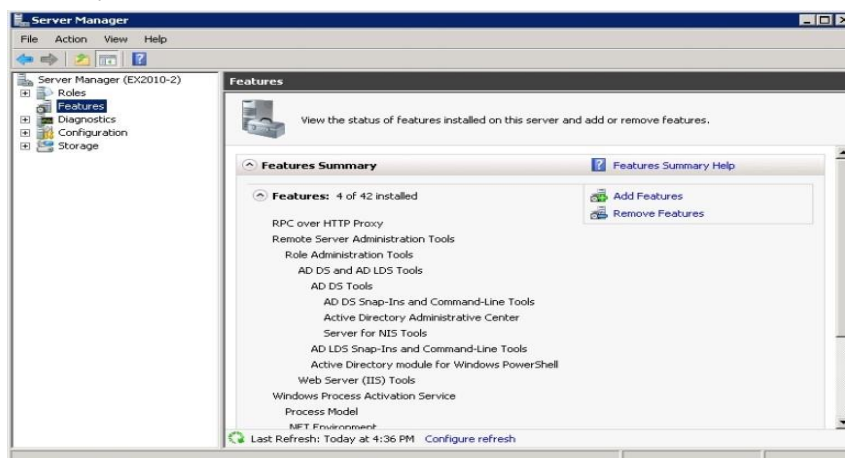 Server Manager
File Action View Help
Server Manager (EX2010-2)
Roles
Features
Diagnostics
Configuration
Storage
Features
View the status of features installed on this server and add or remove features.
Features Summary
Features Summary Help
Features: 4 of 42 installed
Add Features
Remove Features
RPC over HTTP Proxy
Remote Server Administration Tools
Role Administration Tools
AD DS and AD LDS Tools
AD DS Tools
AD DS Snap-Ins and Command-Line Tools
Active Directory Administrative Center
Server for NIS Tools
AD LDS Snap-Ins and Command-Line Tools
Active Directory module for Windows PowerShell
Web Server (IIS) Tools
Windows Process Activation Service
Process Model
.NET Environment
Last Refresh: Today at 4:36 PM Configure refresh